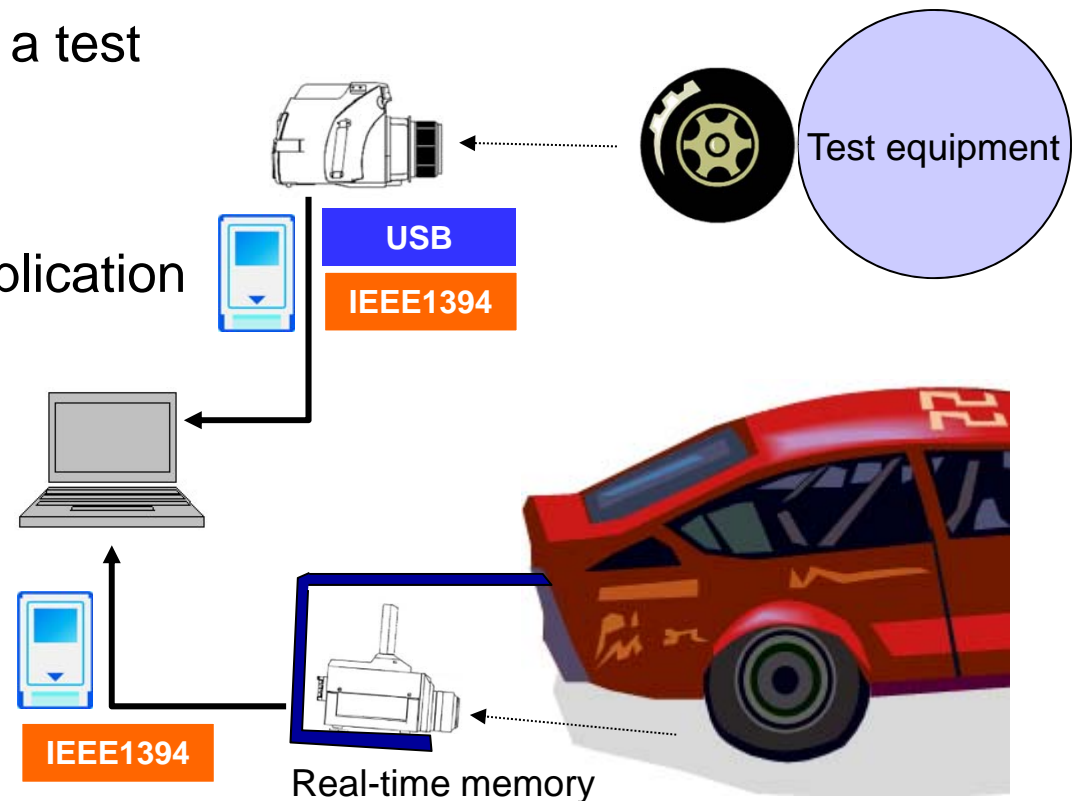 a test
Test equipment
USB
plication
IEEE1394
IEEE1394
Real-time memory